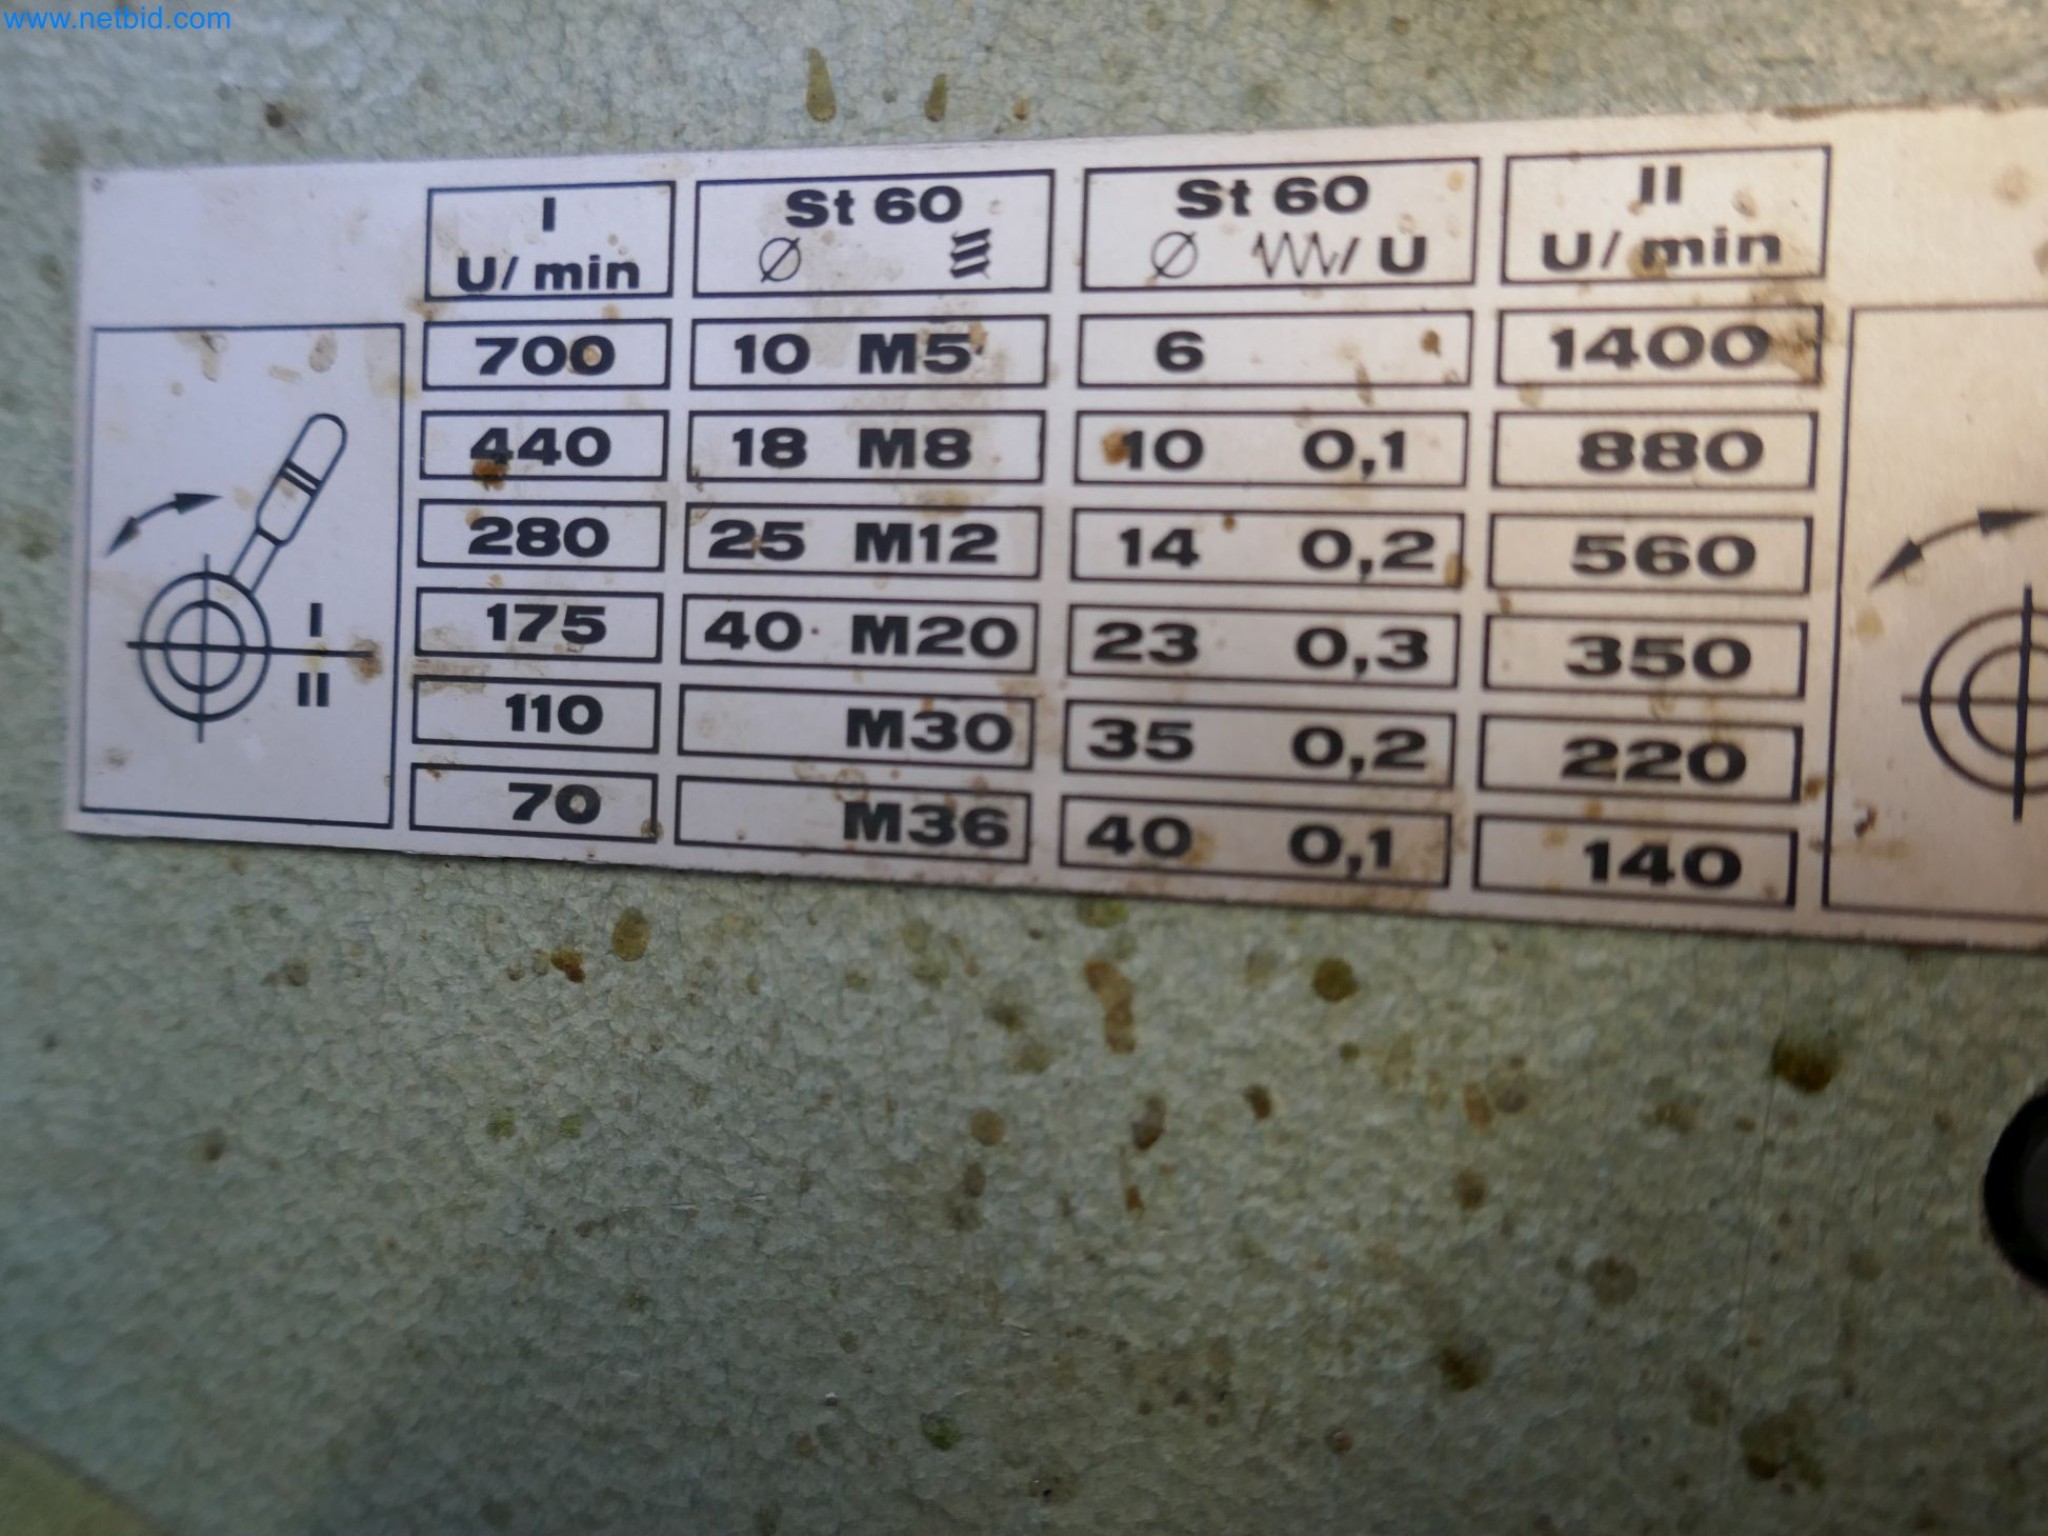 www.netbid.com
I St 60 St 60 II
U/min Ø Ø /U U/min
700 10 M5 6 1400
440 18 M8 10 0,1 880
280 25 M12 14 0,2 560
175 40 M20 23 0,3 350
110 M30 35 0,2 220
70 M36 40 0,1 140
I
II